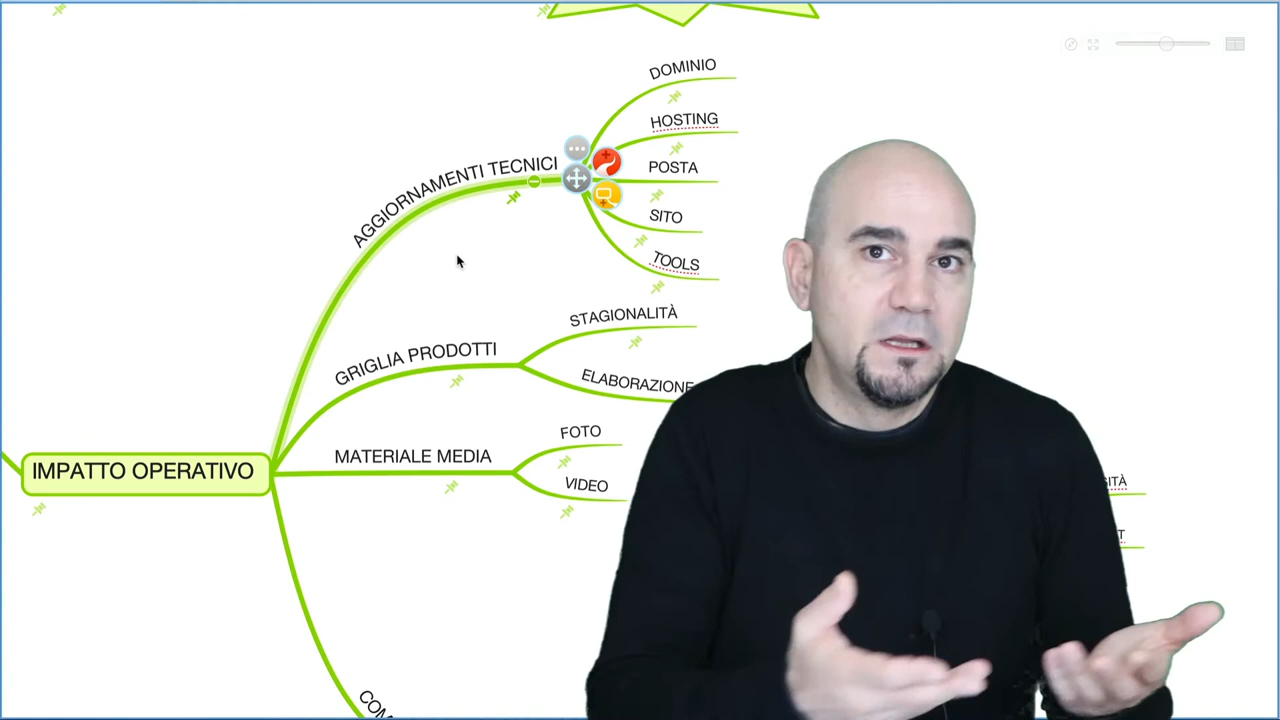 DOMINIO
HOSTING
AGGIORNAMENTI TECNICI
POSTA
SITO
TOOLS
STAGIONALITÀ
GRIGLIA PRODOTTI
ELABORAZIONE
FOTO
MATERIALE MEDIA
IMPATTO OPERATIVO
VIDEO